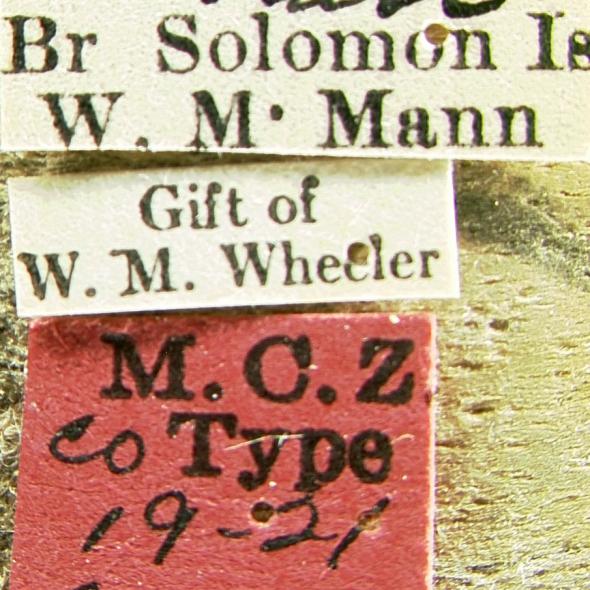 Br Solomon Is
W. M. Mann
Gift of
W. M. Wheeler
M. C. Z
co Type
19-21